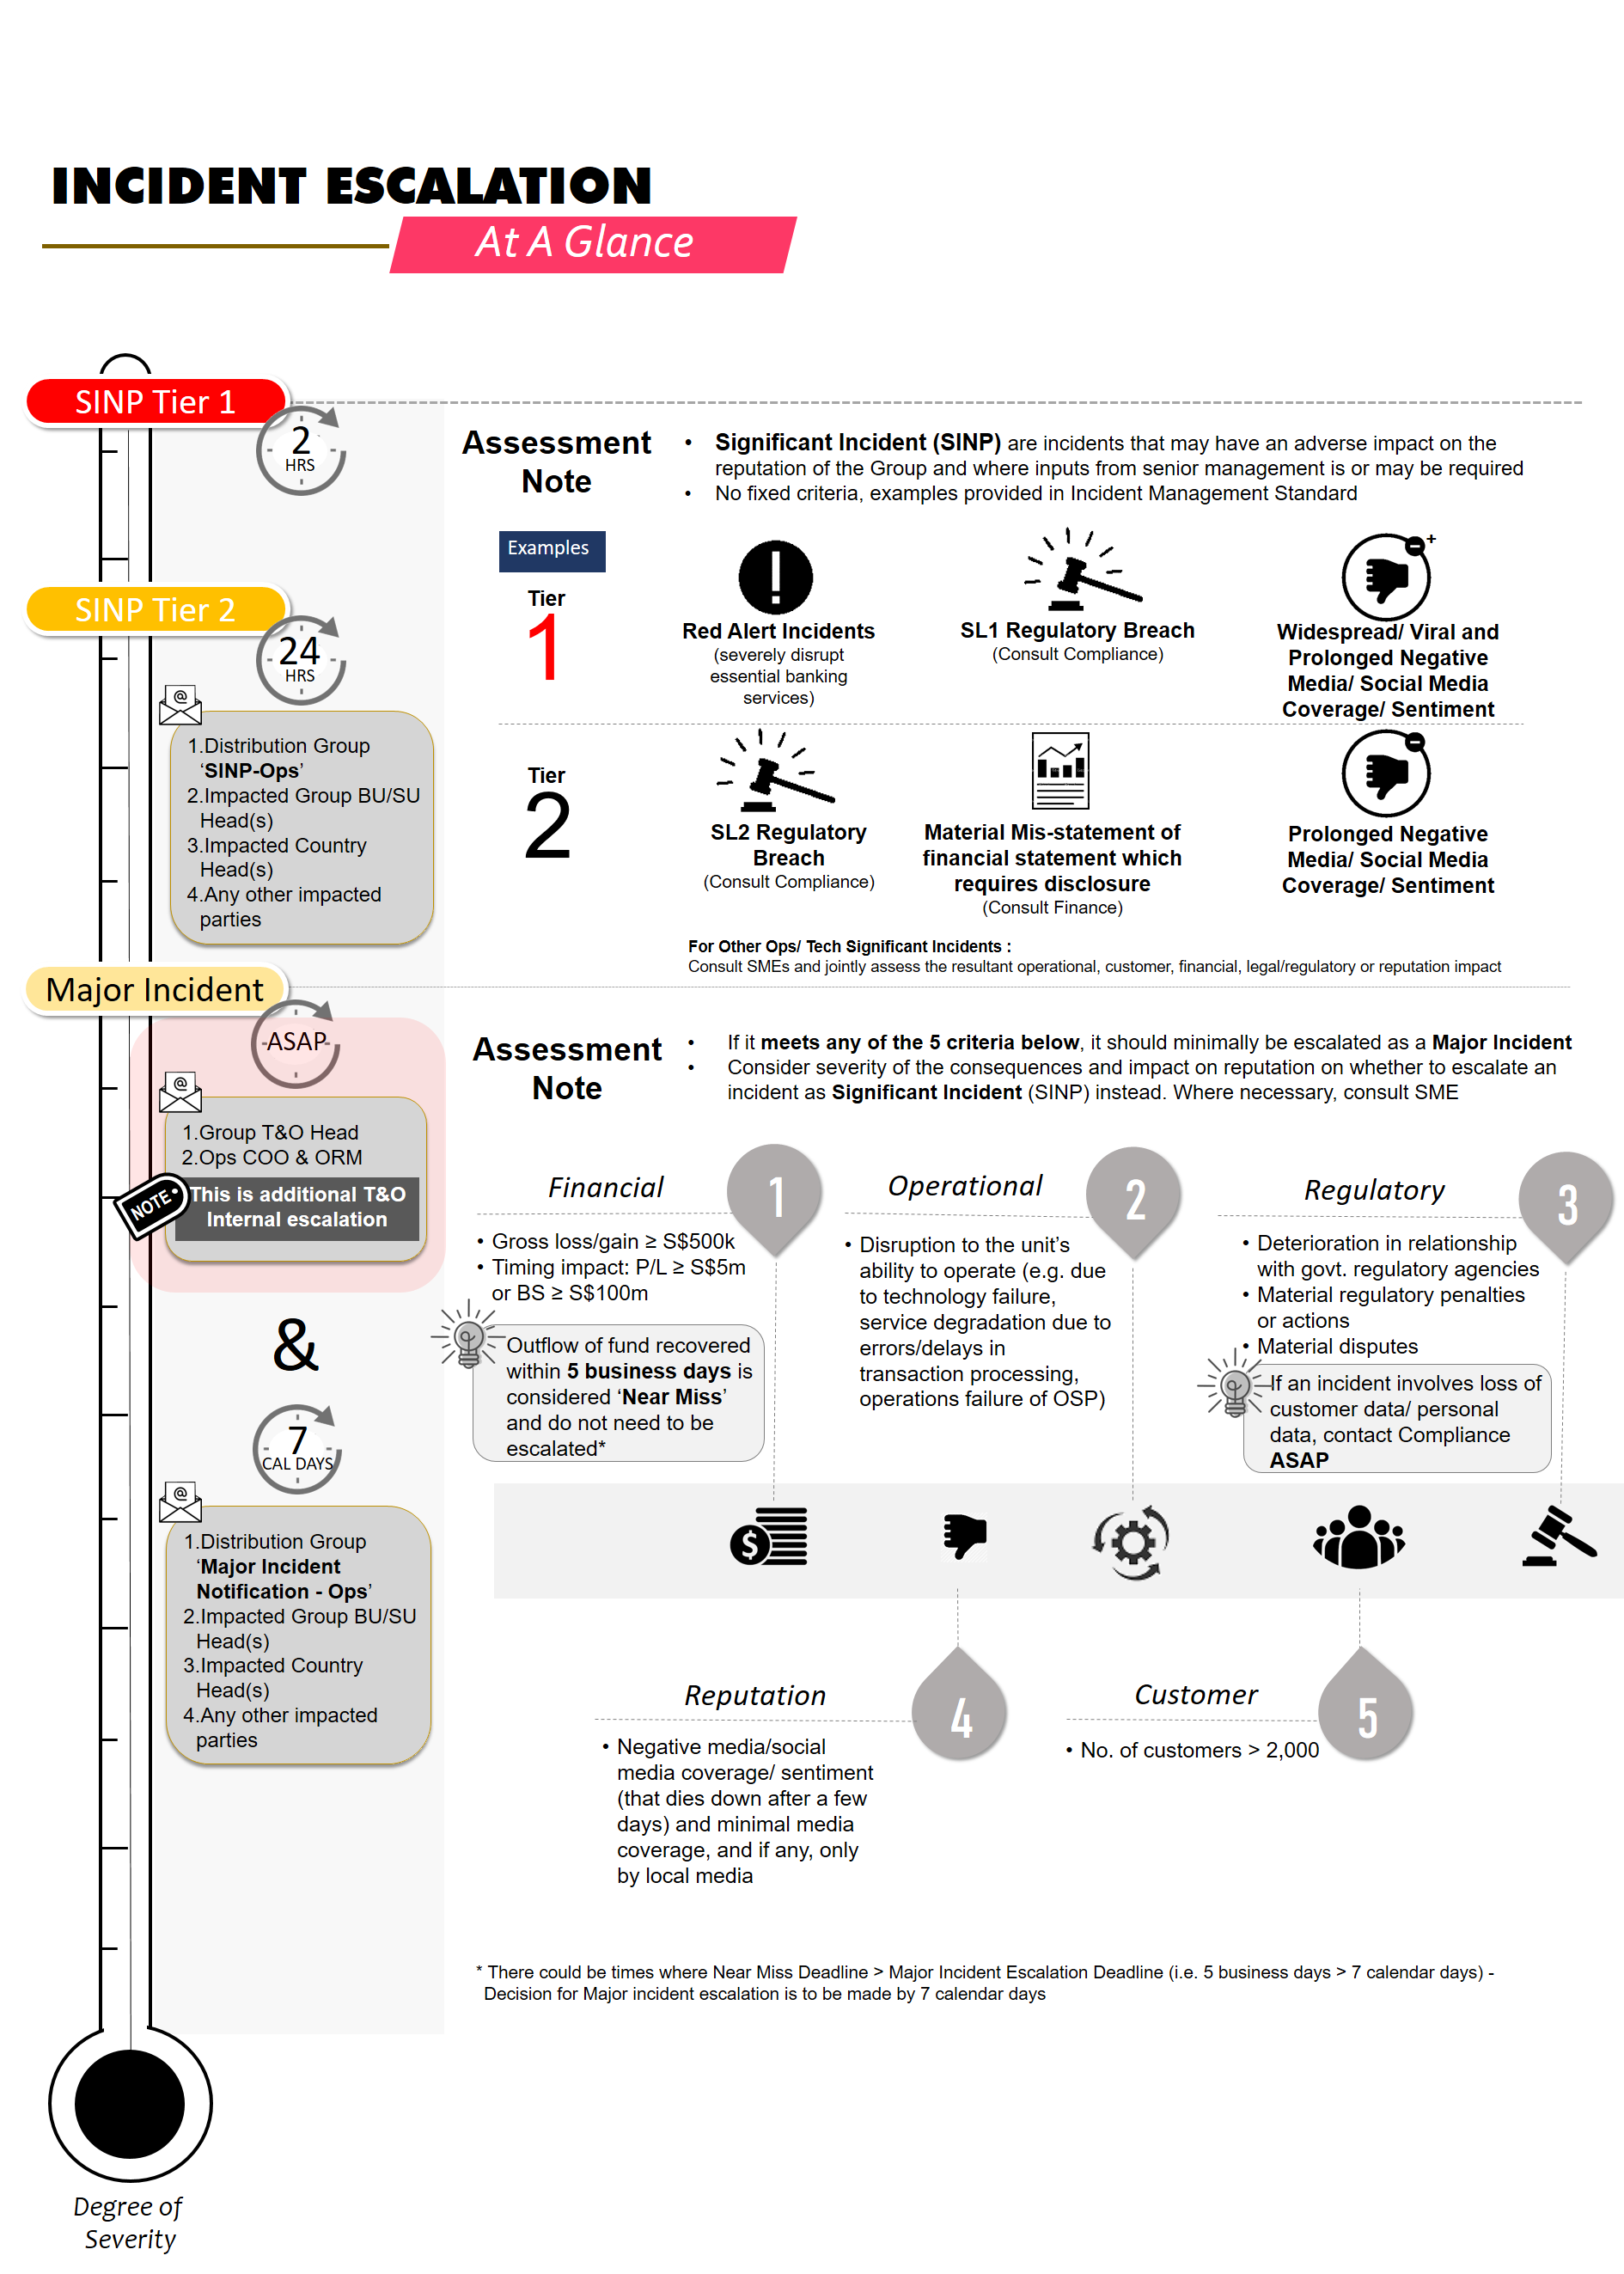 INCIDENT ESCALATION
At A Glance
SINP Tier 1
2
HRS
Assessment
Note
• Significant Incident (SINP) are incidents that may have an adverse impact on the
reputation of the Group and where inputs from senior management is or may be required
• No fixed criteria, examples provided in Incident Management Standard
Examples
Tier
1
Red Alert Incidents
(severely disrupt
essential banking
services)
SL1 Regulatory Breach
(Consult Compliance)
Widespread/ Viral and
Prolonged Negative
Media/ Social Media
Coverage/ Sentiment
SINP Tier 2
24
HRS
@
1.Distribution Group
‘SINP-Ops’
2.Impacted Group BU/SU
Head(s)
3.Impacted Country
Head(s)
4.Any other impacted
parties
Tier
2
SL2 Regulatory
Breach
(Consult Compliance)
Material Mis-statement of
financial statement which
requires disclosure
(Consult Finance)
Prolonged Negative
Media/ Social Media
Coverage/ Sentiment
For Other Ops/ Tech Significant Incidents :
Consult SMEs and jointly assess the resultant operational, customer, financial, legal/regulatory or reputation impact
Major Incident
ASAP
@
1.Group T&O Head
2.Ops COO & ORM
NOTE
This is additional T&O
Internal escalation
&
7
CAL DAYS
@
1.Distribution Group
‘Major Incident
Notification - Ops’
2.Impacted Group BU/SU
Head(s)
3.Impacted Country
Head(s)
4.Any other impacted
parties
Assessment
Note
• If it meets any of the 5 criteria below, it should minimally be escalated as a Major Incident
• Consider severity of the consequences and impact on reputation on whether to escalate an
incident as Significant Incident (SINP) instead. Where necessary, consult SME
Financial
1
• Gross loss/gain ≥ S$500k
• Timing impact: P/L ≥ S$5m
or BS ≥ S$100m
Outflow of fund recovered
within 5 business days is
considered ‘Near Miss’
and do not need to be
escalated*
Operational
2
• Disruption to the unit’s
ability to operate (e.g. due
to technology failure,
service degradation due to
errors/delays in
transaction processing,
operations failure of OSP)
Regulatory
3
• Deterioration in relationship
with govt. regulatory agencies
• Material regulatory penalties
or actions
• Material disputes
If an incident involves loss of
customer data/ personal
data, contact Compliance
ASAP
$
Reputation
4
• Negative media/social
media coverage/ sentiment
(that dies down after a few
days) and minimal media
coverage, and if any, only
by local media
Customer
5
• No. of customers > 2,000
* There could be times where Near Miss Deadline > Major Incident Escalation Deadline (i.e. 5 business days > 7 calendar days) -
Decision for Major incident escalation is to be made by 7 calendar days
Degree of
Severity